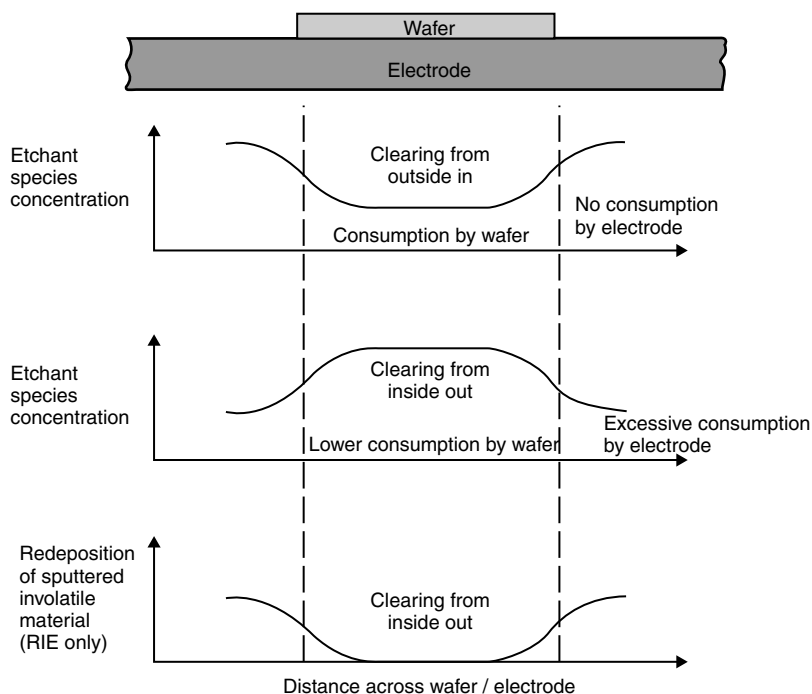 Wafer
Electrode
Etchant
species
concentration
Clearing from
outside in
No consumption
by electrode
Consumption by wafer
Etchant
species
concentration
Clearing from
inside out
Excessive consumption
by electrode
Lower consumption by wafer
Redeposition
of sputtered
involatile
material
(RIE only)
Clearing from
inside out
Distance across wafer / electrode